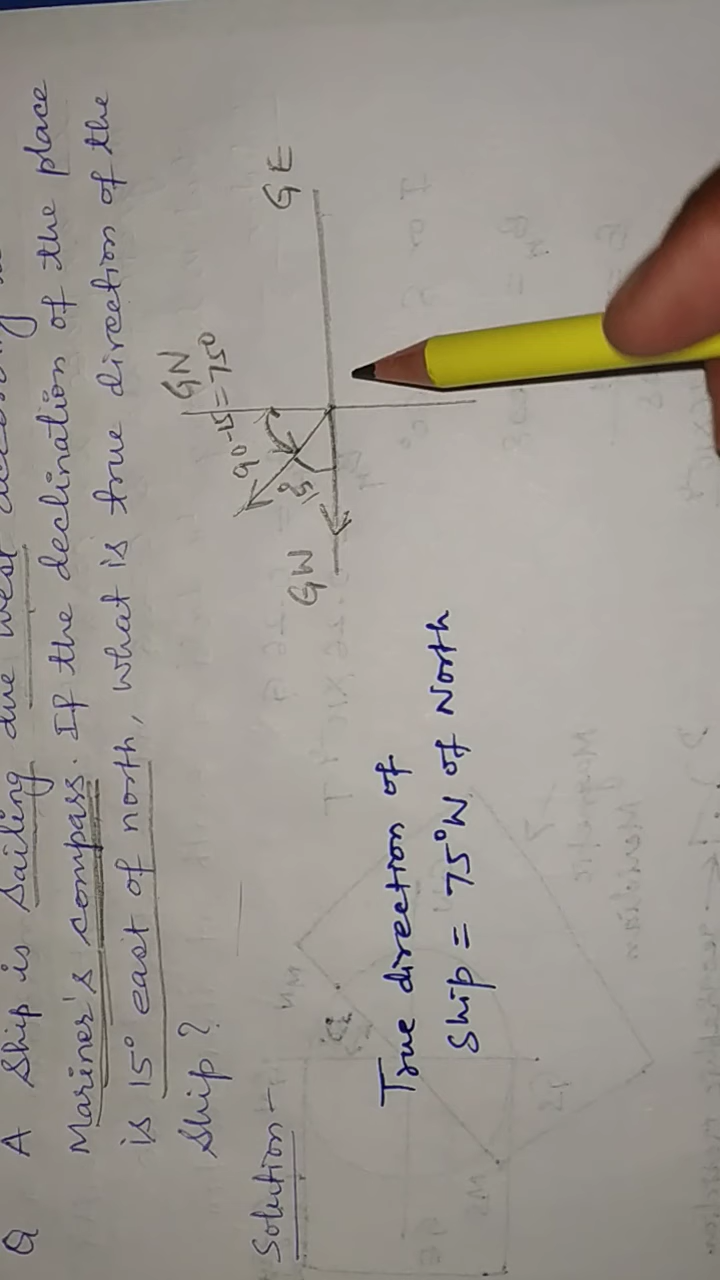 Q A Ship is Sailing due west according
Mariner's compass. If the declination of the place
is 15° east of north, what is true direction of the
Ship?
Solution-
GN
90-15=75°
15°
GW
GE
True direction of
Ship = 75°W of North